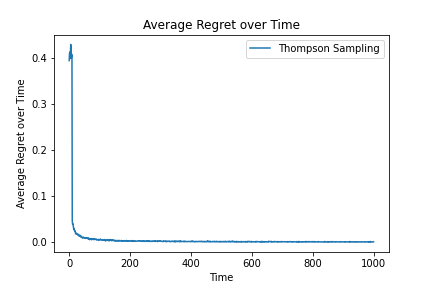 Average Regret over Time
Thompson Sampling
Average Regret over Time
0.4
0.3
0.2
0.1
0.0
0 200 400 600 800 1000
Time